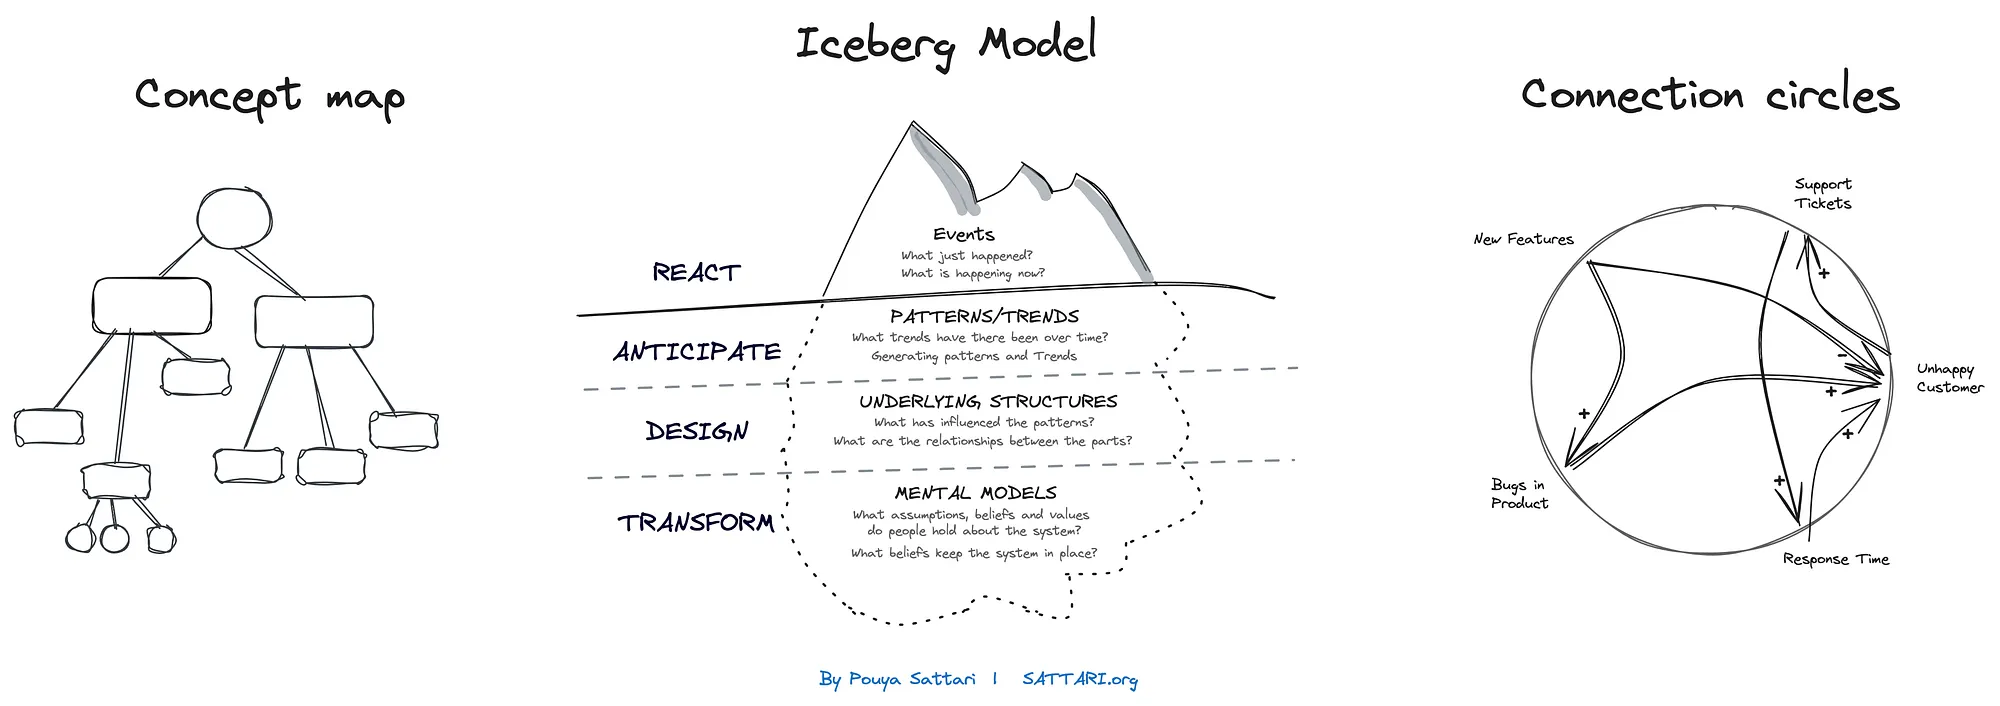 Concept map
Iceberg Model
REACT
Events
What just happened?
What is happening now?
ANTICIPATE
PATTERNS/TRENDS
What trends have there been over time?
Generating patterns and Trends
DESIGN
UNDERLYING STRUCTURES
What has influenced the patterns?
What are the relationships between the parts?
TRANSFORM
MENTAL MODELS
What assumptions, beliefs and values
do people hold about the system?
What beliefs keep the system in place?
By Pouya Sattari | SATTARI.org
Connection circles
Support
Tickets
New Features
+
Unhappy
Customer
-
+
+
+
+
Bugs in
Product
Response Time